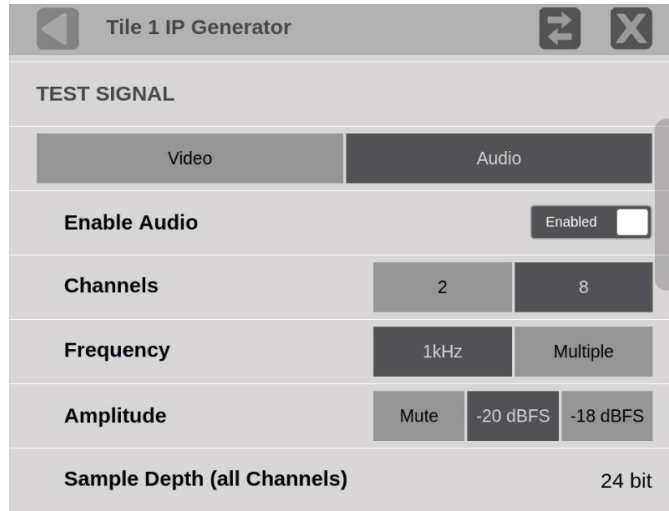 Tile 1 IP Generator
TEST SIGNAL
Video Audio
Enable Audio Enabled
Channels 2 8
Frequency 1kHz Multiple
Amplitude Mute -20 dBFS -18 dBFS
Sample Depth (all Channels) 24 bit